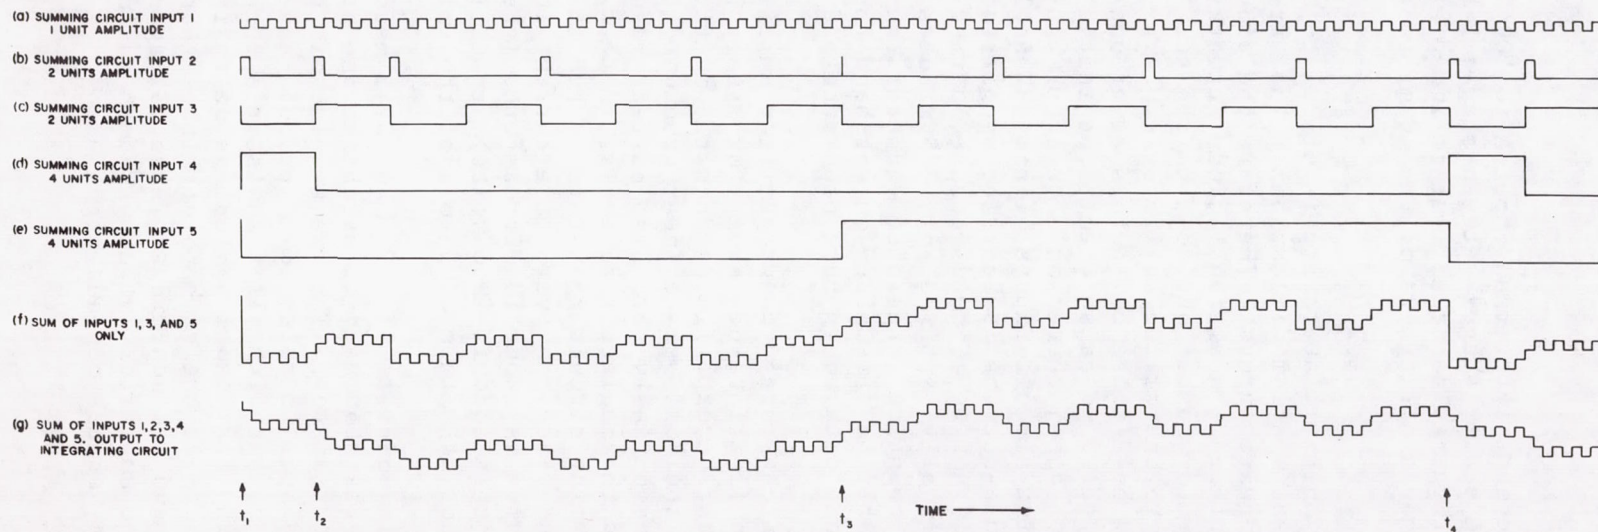 (a) SUMMING CIRCUIT INPUT 1
1 UNIT AMPLITUDE
(b) SUMMING CIRCUIT INPUT 2
2 UNITS AMPLITUDE
(c) SUMMING CIRCUIT INPUT 3
2 UNITS AMPLITUDE
(d) SUMMING CIRCUIT INPUT 4
4 UNITS AMPLITUDE
(e) SUMMING CIRCUIT INPUT 5
4 UNITS AMPLITUDE
(f) SUM OF INPUTS 1, 3, AND 5
ONLY
(g) SUM OF INPUTS 1,2,3,4
AND 5. OUTPUT TO
INTEGRATING CIRCUIT
t₁ t₂ t₃ TIME t₄